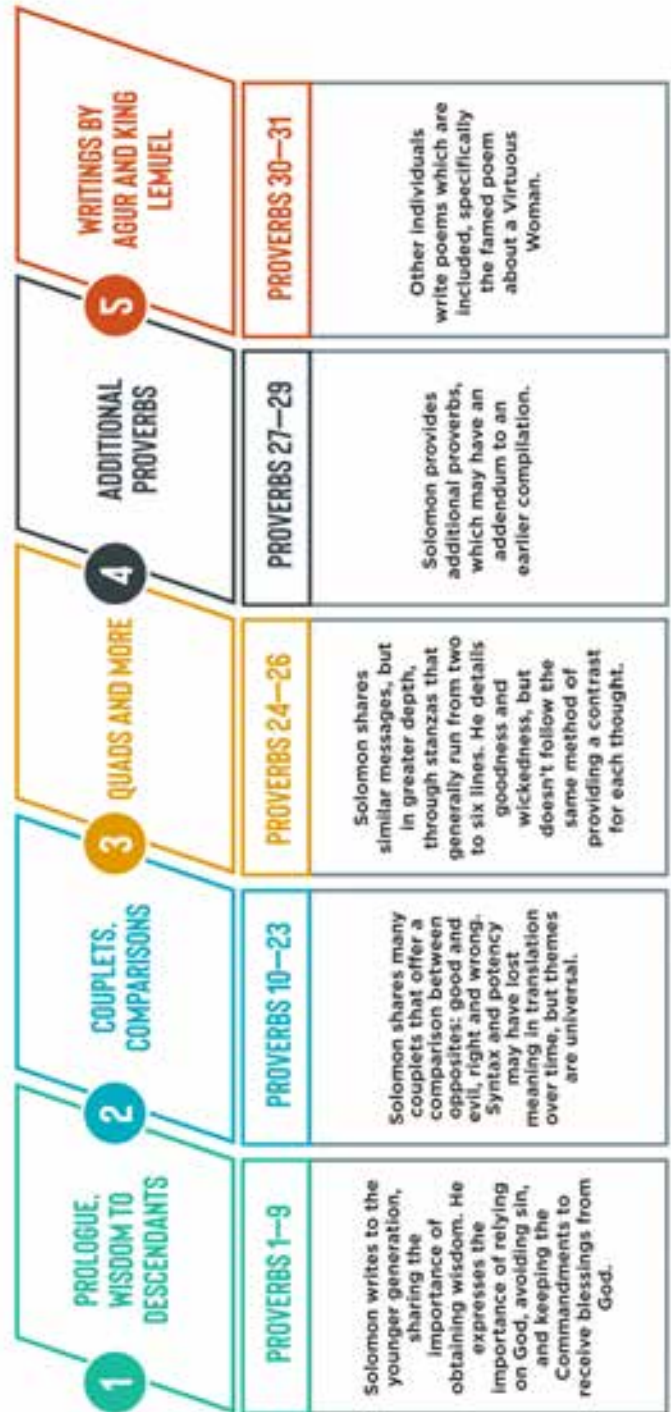 1
PROLOGUE,
WISDOM TO
DESCENDANTS
PROVERBS 1–9
Solomon writes to the
younger generation,
sharing the
importance of
obtaining wisdom. He
expresses the
importance of relying
on God, avoiding sin,
and keeping the
Commandments to
receive blessings from
God.
2
COUPLETS,
COMPARISONS
PROVERBS 10–23
Solomon shares many
couplets that offer a
comparison between
opposites: good and
evil, right and wrong.
Syntax and potency
may have lost
meaning in translation
over time, but themes
are universal.
3
QUADS AND MORE
PROVERBS 24–26
Solomon shares
similar messages, but
in greater depth,
through stanzas that
generally run from two
to six lines. He details
goodness and
wickedness, but
doesn't follow the
same method of
providing a contrast
for each thought.
4
ADDITIONAL
PROVERBS
PROVERBS 27–29
Solomon provides
additional proverbs,
which may have an
addendum to an
earlier compilation.
5
WRITINGS BY
AGUR AND KING
LEMUEL
PROVERBS 30–31
Other individuals
write poems which are
included, specifically
the famed poem
about a Virtuous
Woman.